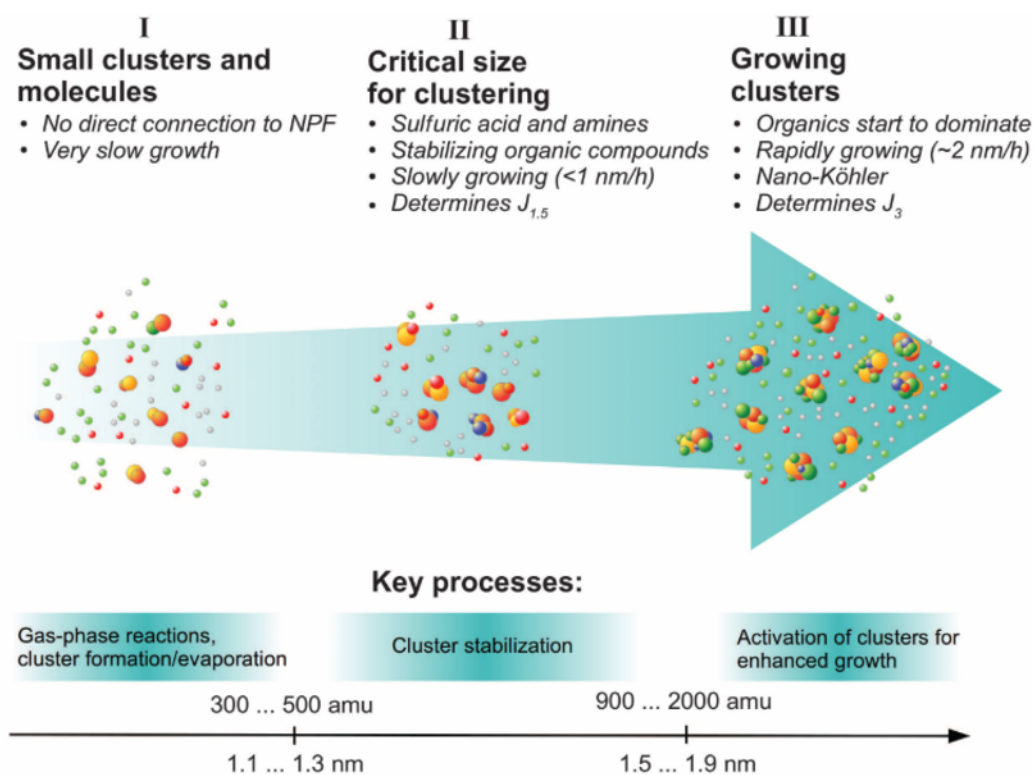 I
Small clusters and
molecules
• No direct connection to NPF
• Very slow growth
II
Critical size
for clustering
• Sulfuric acid and amines
• Stabilizing organic compounds
• Slowly growing (<1 nm/h)
• Determines J1.5
III
Growing
clusters
• Organics start to dominate
• Rapidly growing (~2 nm/h)
• Nano-Köhler
• Determines J3
Key processes:
Gas-phase reactions,
cluster formation/evaporation
Cluster stabilization
Activation of clusters for
enhanced growth
300 ... 500 amu
900 ... 2000 amu
1.1 ... 1.3 nm
1.5 ... 1.9 nm